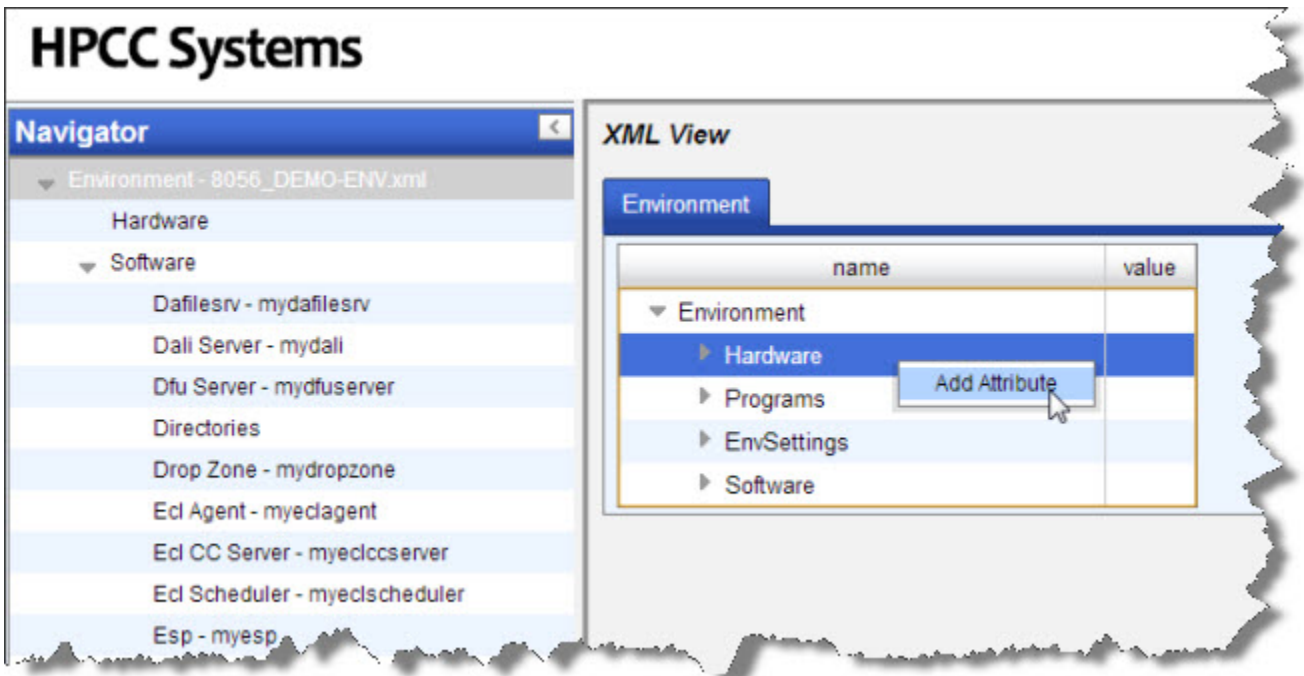 HPCC Systems
Navigator
Environment - 8056_DEMO-ENV.xml
Hardware
Software
Dafilesrv - mydafilesrv
Dali Server - mydali
Dfu Server - mydfuserver
Directories
Drop Zone - mydropzone
Ecl Agent - myeclagent
Ecl CC Server - myeclccserver
Ecl Scheduler - myeclscheduler
Esp - myesp
XML View
Environment
name value
Environment
Hardware
Add Attribute
Programs
EnvSettings
Software